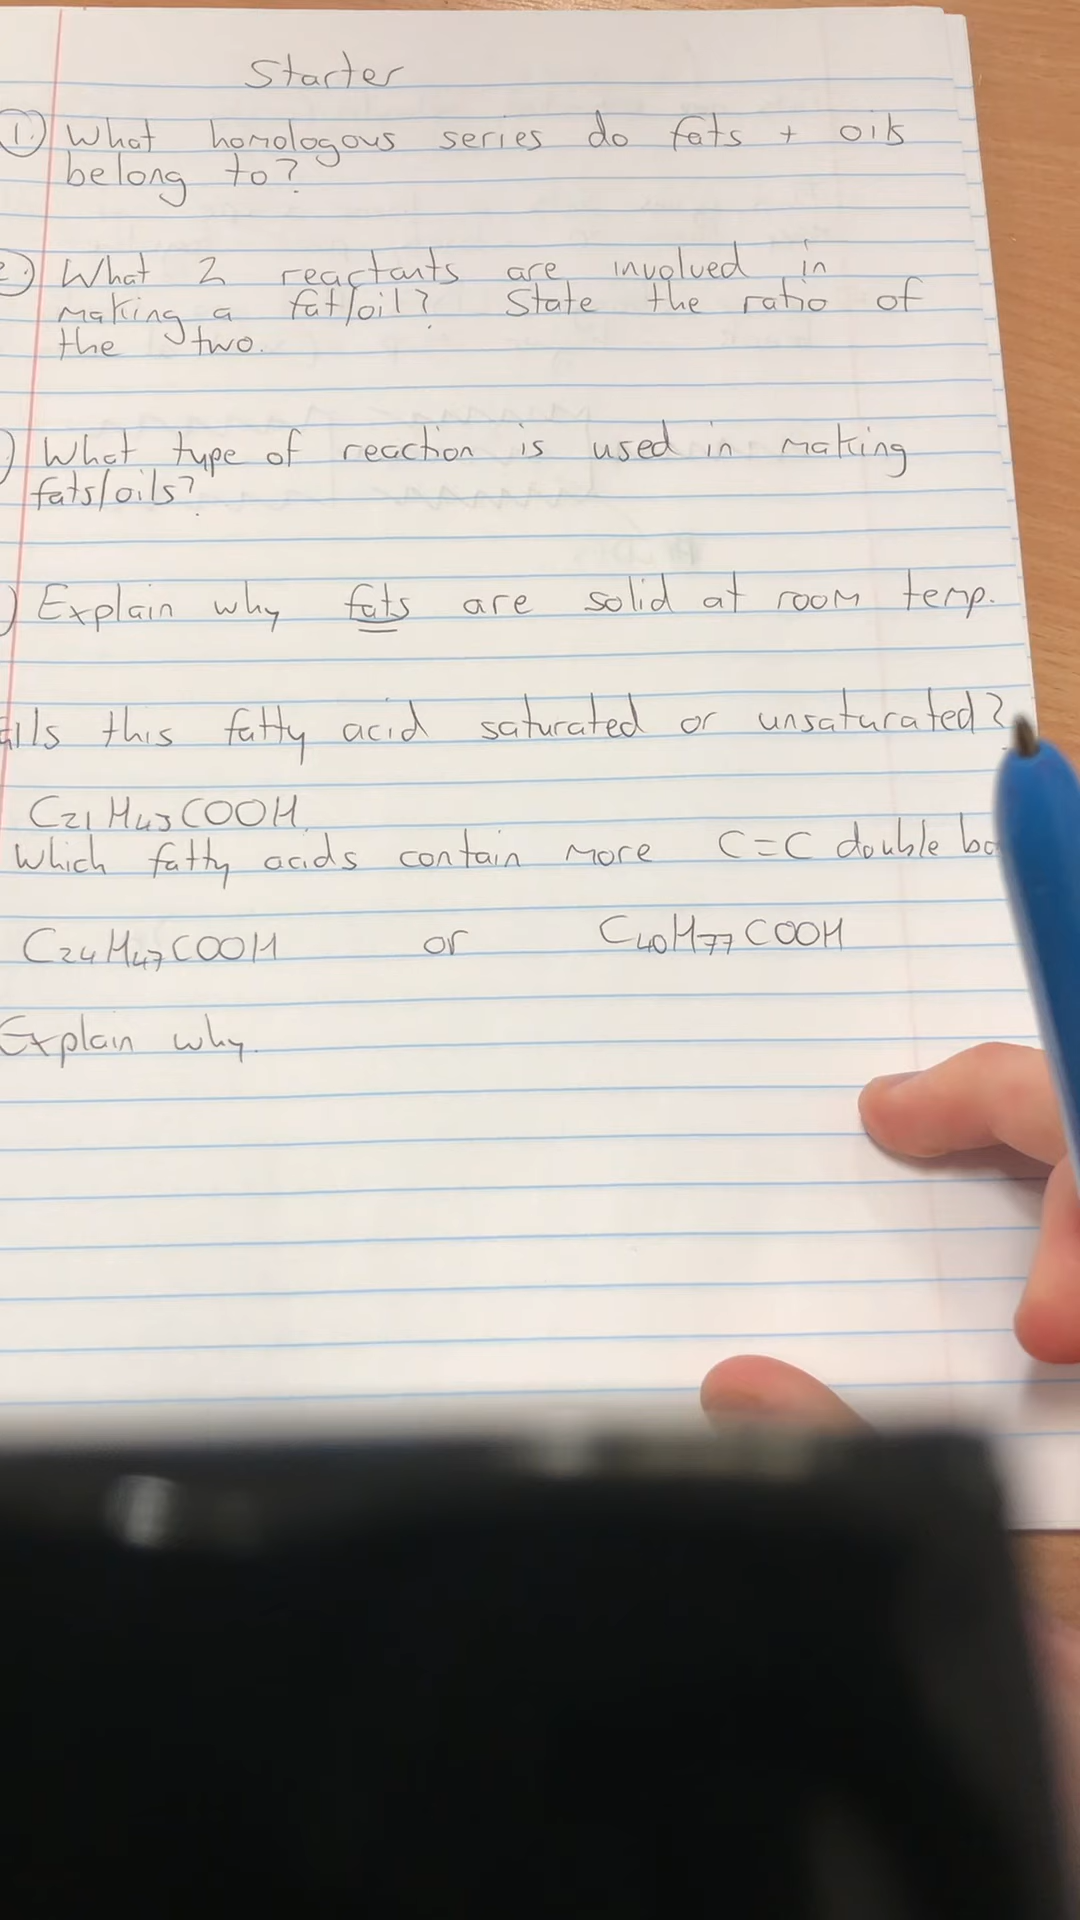 Starter
1. What homologous series do fats + oils
belong to?
2.) What 2 reactants are involved in
making a fat/oil? State the ratio of
the two.
) What type of reaction is used in making
fats/oils?
) Explain why fats are solid at room temp.
Is this fatty acid saturated or unsaturated?
C₂₁H₄₃COOH
Which fatty acids contain more C=C double
C₂₄H₄₇COOH or C₄₀H₇₇COOH
Explain why.